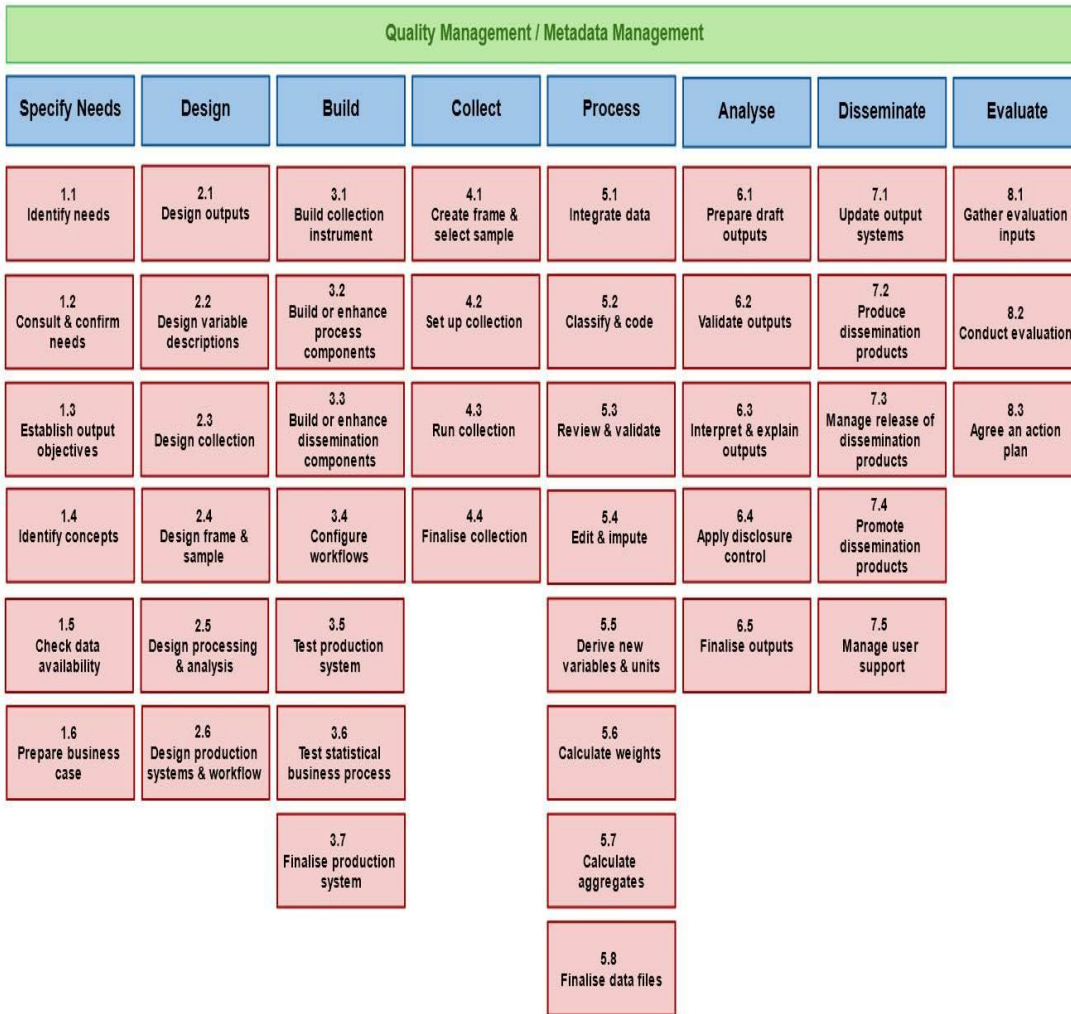 Quality Management / Metadata Management
Specify Needs
Design
Build
Collect
Process
Analyse
Disseminate
Evaluate
1.1
Identify needs
2.1
Design outputs
3.1
Build collection
instrument
4.1
Create frame &
select sample
5.1
Integrate data
6.1
Prepare draft
outputs
7.1
Update output
systems
8.1
Gather evaluation
inputs
1.2
Consult & confirm
needs
2.2
Design variable
descriptions
3.2
Build or enhance
process
components
4.2
Set up collection
5.2
Classify & code
6.2
Validate outputs
7.2
Produce
dissemination
products
8.2
Conduct evaluation
1.3
Establish output
objectives
2.3
Design collection
3.3
Build or enhance
dissemination
components
4.3
Run collection
5.3
Review & validate
6.3
Interpret & explain
outputs
7.3
Manage release of
dissemination
products
8.3
Agree an action
plan
1.4
Identify concepts
2.4
Design frame &
sample
3.4
Configure
workflows
4.4
Finalise collection
5.4
Edit & impute
6.4
Apply disclosure
control
7.4
Promote
dissemination
products
1.5
Check data
availability
2.5
Design processing
& analysis
3.5
Test production
system
5.5
Derive new
variables & units
6.5
Finalise outputs
7.5
Manage user
support
1.6
Prepare business
case
2.6
Design production
systems & workflow
3.6
Test statistical
business process
5.6
Calculate weights
3.7
Finalise production
system
5.7
Calculate
aggregates
5.8
Finalise data files